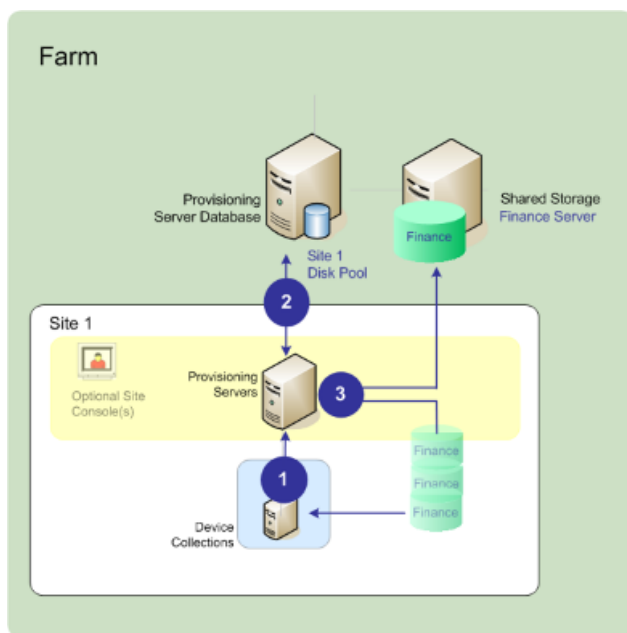 Farm
Provisioning
Server Database
Shared Storage
Finance Server
Finance
Site 1
Disk Pool
2
Site 1
Optional Site
Console(s)
Provisioning
Servers
3
Finance
Finance
Finance
1
Device
Collections